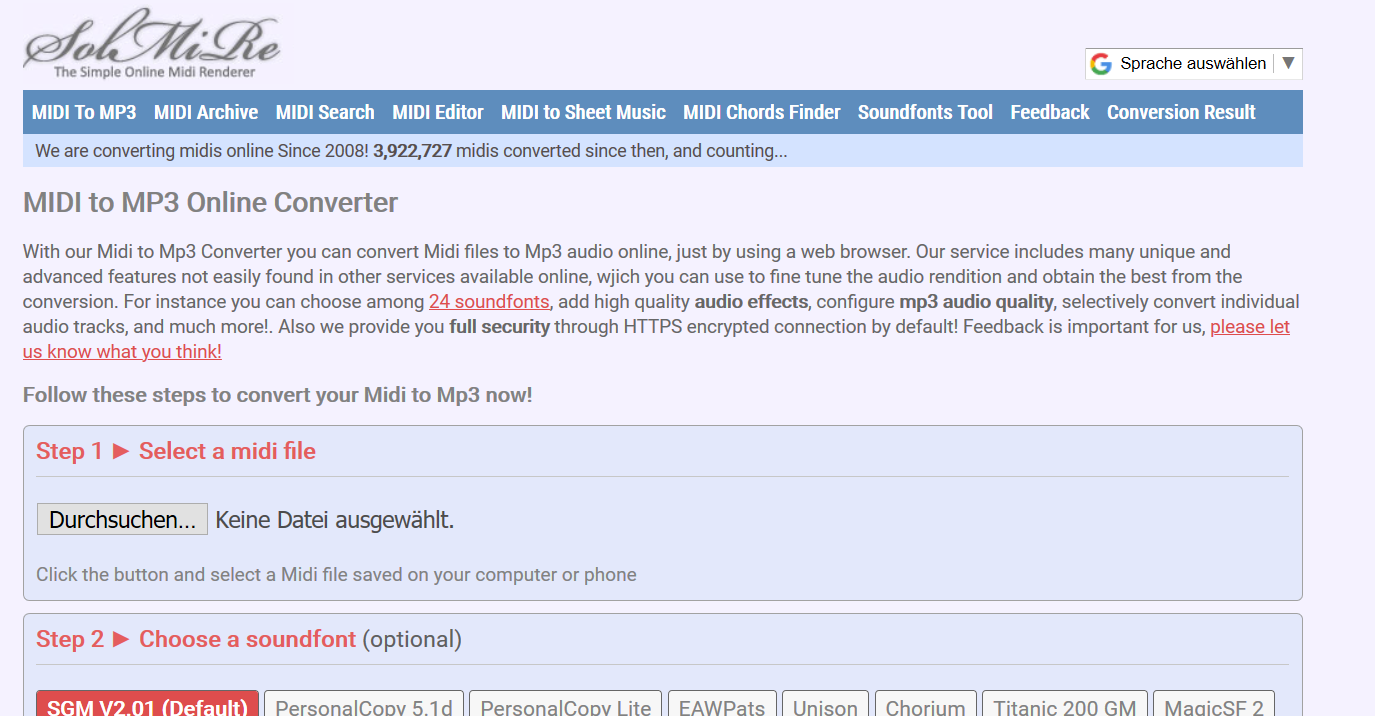 SolMiRe
The Simple Online Midi Renderer
Sprache auswählen ▼
MIDI To MP3 MIDI Archive MIDI Search MIDI Editor MIDI to Sheet Music MIDI Chords Finder Soundfonts Tool Feedback Conversion Result
We are converting midis online Since 2008! 3,922,727 midis converted since then, and counting...
MIDI to MP3 Online Converter
With our Midi to Mp3 Converter you can convert Midi files to Mp3 audio online, just by using a web browser. Our service includes many unique and
advanced features not easily found in other services available online, wjich you can use to fine tune the audio rendition and obtain the best from the
conversion. For instance you can choose among 24 soundfonts, add high quality audio effects, configure mp3 audio quality, selectively convert individual
audio tracks, and much more!. Also we provide you full security through HTTPS encrypted connection by default! Feedback is important for us, please let
us know what you think!
Follow these steps to convert your Midi to Mp3 now!
Step 1 ► Select a midi file
Durchsuchen... Keine Datei ausgewählt.
Click the button and select a Midi file saved on your computer or phone
Step 2 ► Choose a soundfont (optional)
SGM V2.01 (Default) PersonalCopy 5.1d PersonalCopy Lite EAWPats Unison Chorium Titanic 200 GM MagicSF 2